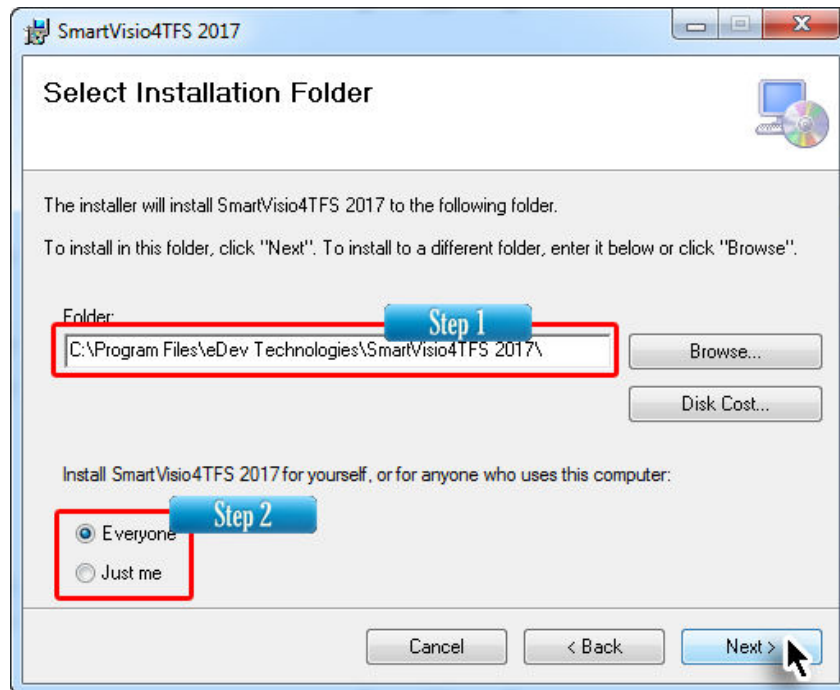 SmartVisio4TFS 2017
Select Installation Folder
The installer will install SmartVisio4TFS 2017 to the following folder.
To install in this folder, click "Next". To install to a different folder, enter it below or click "Browse".
Folder:
Step 1
C:\Program Files\eDev Technologies\SmartVisio4TFS 2017\
Browse...
Disk Cost...
Install SmartVisio4TFS 2017 for yourself, or for anyone who uses this computer:
Step 2
Everyone
Just me
Cancel
< Back
Next >